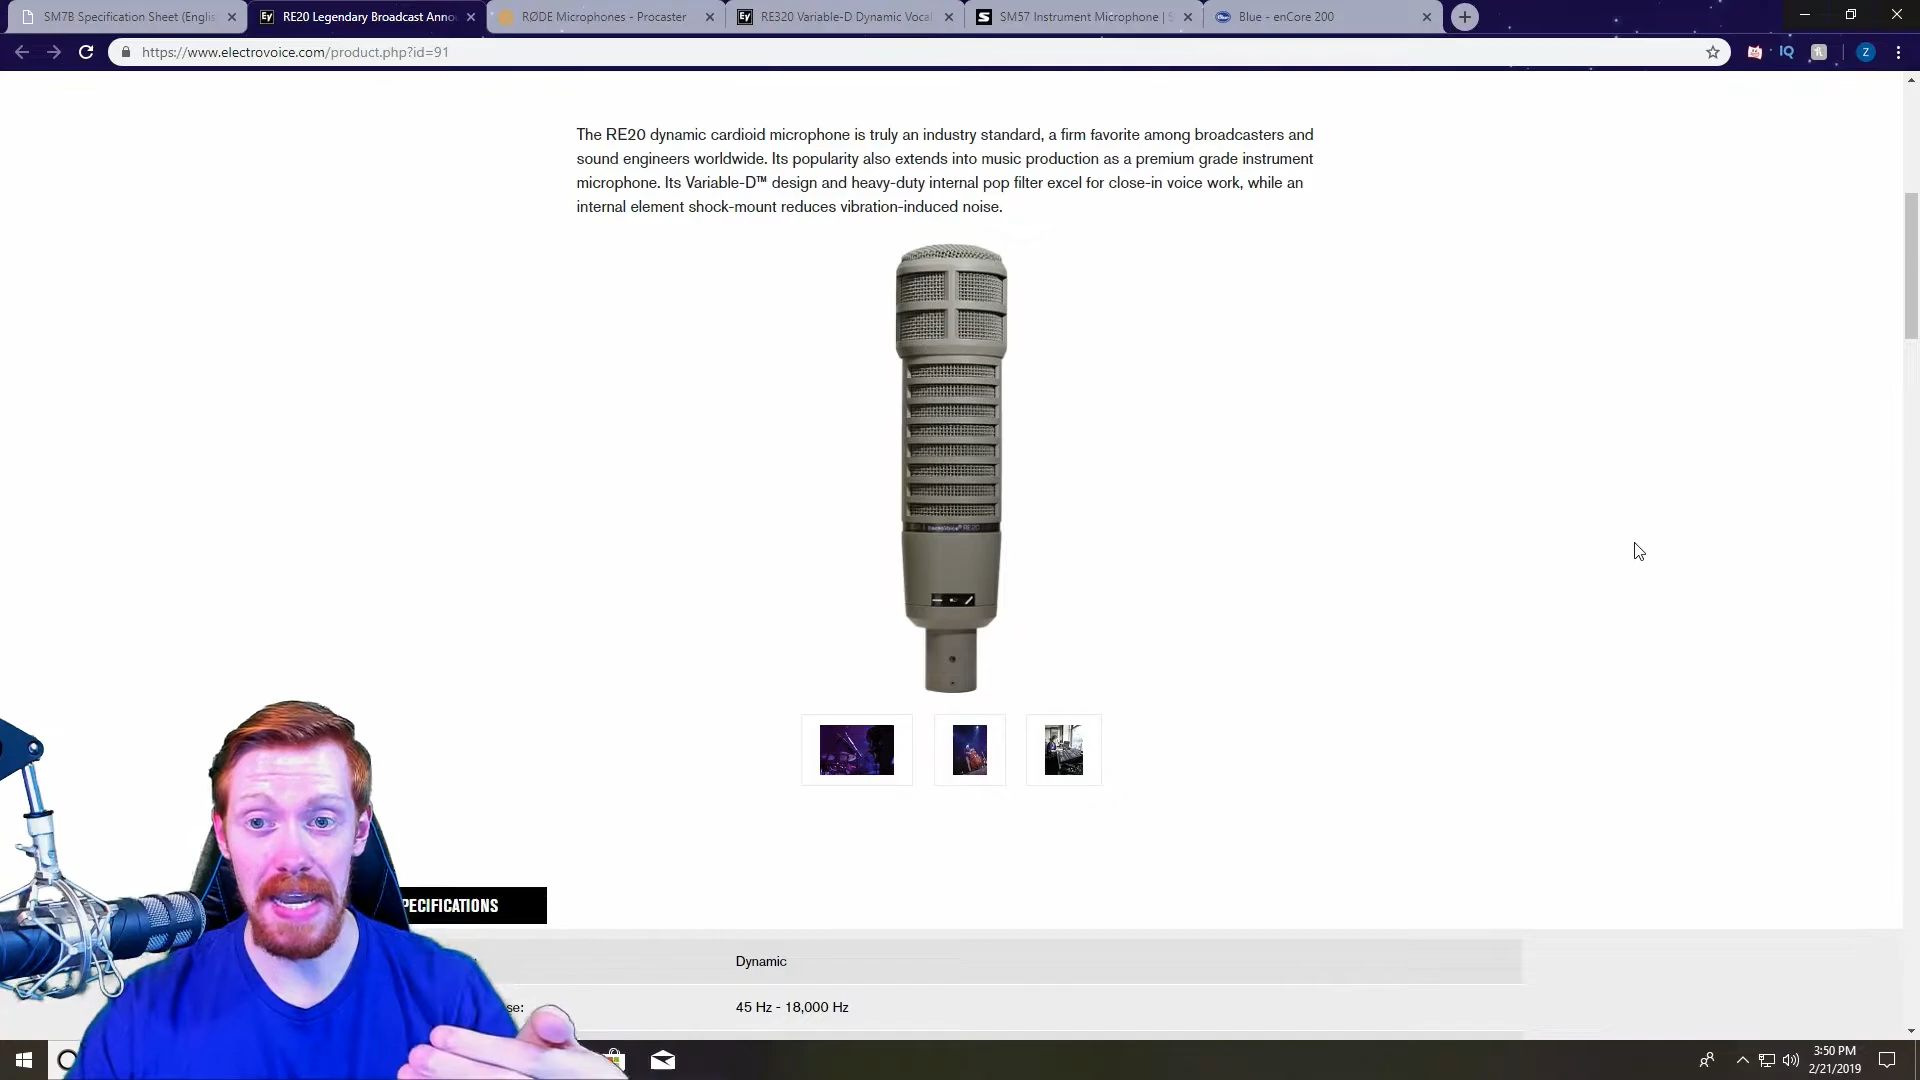 SM7B Specification Sheet (Englis
RE20 Legendary Broadcast Anno
RØDE Microphones - Procaster
RE320 Variable-D Dynamic Vocal
SM57 Instrument Microphone | S
Blue - enCore 200
https://www.electrovoice.com/product.php?id=91
IQ
Z
The RE20 dynamic cardioid microphone is truly an industry standard, a firm favorite among broadcasters and
sound engineers worldwide. Its popularity also extends into music production as a premium grade instrument
microphone. Its Variable-D™ design and heavy-duty internal pop filter excel for close-in voice work, while an
internal element shock-mount reduces vibration-induced noise.
ElectroVoice® RE20
PECIFICATIONS
Dynamic
se:
45 Hz - 18,000 Hz
3:50 PM
2/21/2019